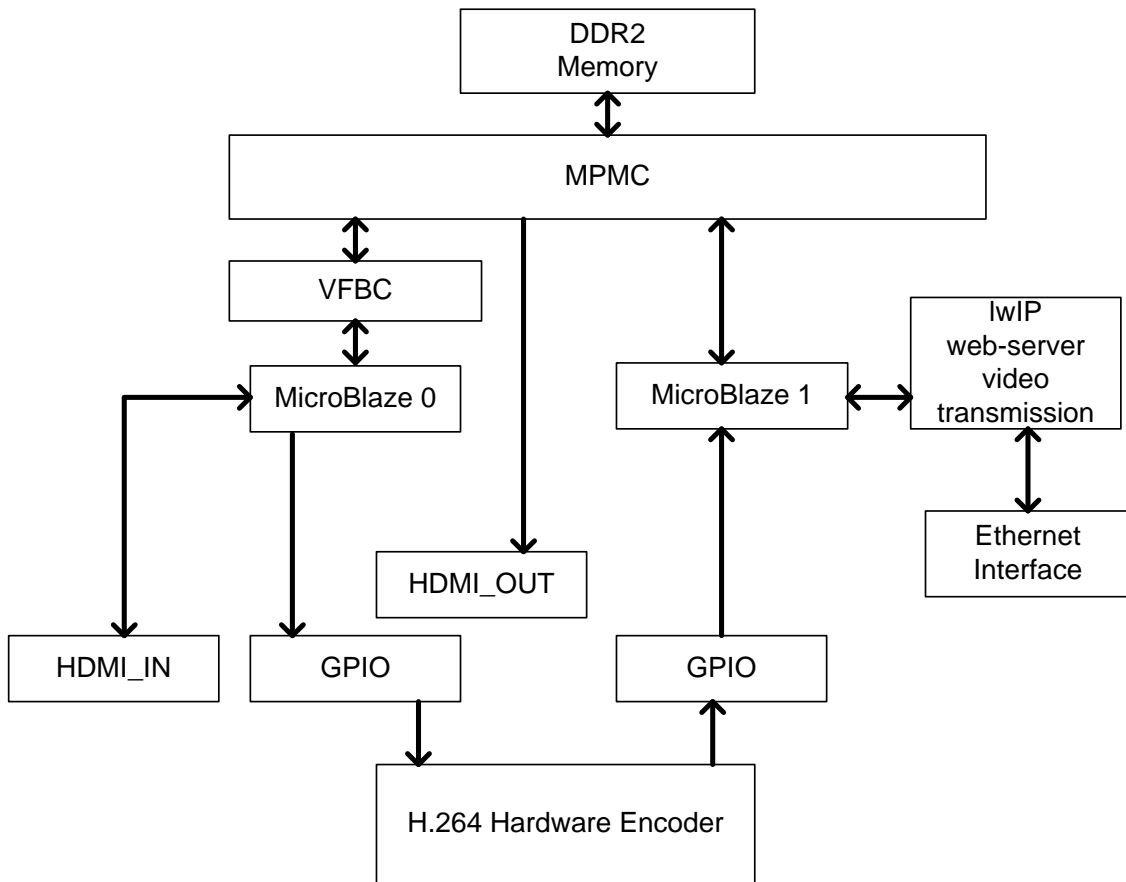 DDR2
Memory
MPMC
VFBC
lwIP
web-server
video
transmission
MicroBlaze 0
MicroBlaze 1
Ethernet
Interface
HDMI_OUT
HDMI_IN
GPIO
GPIO
H.264 Hardware Encoder